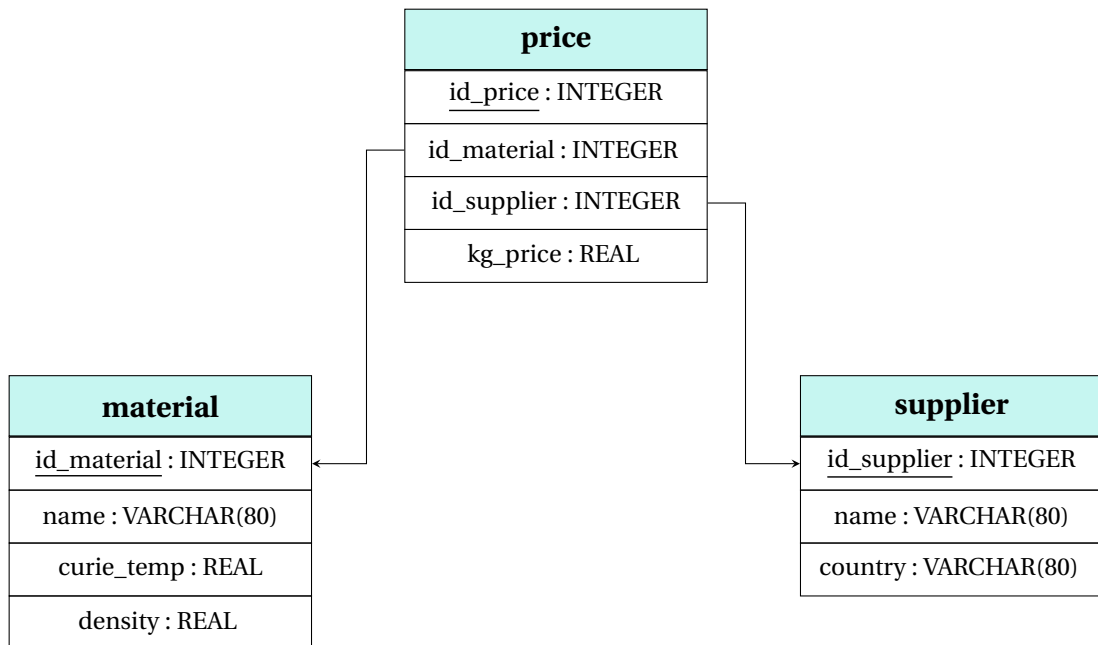 price
id_price : INTEGER
id_material : INTEGER
id_supplier : INTEGER
kg_price : REAL
material
id_material : INTEGER
name : VARCHAR(80)
curie_temp : REAL
density : REAL
supplier
id_supplier : INTEGER
name : VARCHAR(80)
country : VARCHAR(80)